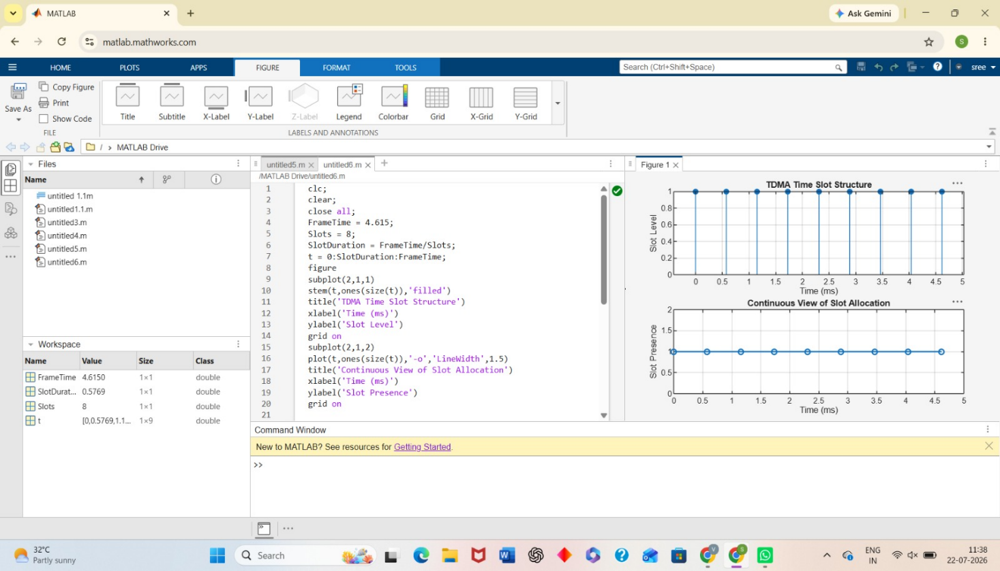 MATLAB
Ask Gemini
matlab.mathworks.com
S
HOME
PLOTS
APPS
FIGURE
FORMAT
TOOLS
Search (Ctrl+Shift+Space)
sree
Save As
Copy Figure
Print
Show Code
FILE
Title
Subtitle
X-Label
Y-Label
Z-Label
Legend
Colorbar
Grid
X-Grid
Y-Grid
LABELS AND ANNOTATIONS
/ › MATLAB Drive
Files
Name
untitled 1.1m
untitled1.1.m
untitled3.m
untitled4.m
untitled5.m
untitled6.m
Workspace
Name Value Size Class
FrameTime 4.6150 1×1 double
SlotDurat... 0.5769 1×1 double
Slots 8 1×1 double
t [0,0.5769,1.1... 1×9 double
untitled5.m
untitled6.m
/MATLAB Drive/untitled6.m
1 clc;
2 clear;
3 close all;
4 FrameTime = 4.615;
5 Slots = 8;
6 SlotDuration = FrameTime/Slots;
7 t = 0:SlotDuration:FrameTime;
8 figure
9 subplot(2,1,1)
10 stem(t,ones(size(t)),'filled')
11 title('TDMA Time Slot Structure')
12 xlabel('Time (ms)')
13 ylabel('Slot Level')
14 grid on
15 subplot(2,1,2)
16 plot(t,ones(size(t)),'-o','LineWidth',1.5)
17 title('Continuous View of Slot Allocation')
18 xlabel('Time (ms)')
19 ylabel('Slot Presence')
20 grid on
21
Figure 1
TDMA Time Slot Structure
Slot Level
1
0.8
0.6
0.4
0.2
0
0 0.5 1 1.5 2 2.5 3 3.5 4 4.5 5
Time (ms)
Continuous View of Slot Allocation
Slot Presence
2
1.5
1
0.5
0
0 0.5 1 1.5 2 2.5 3 3.5 4 4.5 5
Time (ms)
Command Window
New to MATLAB? See resources for Getting Started.
>>
32°C
Partly sunny
Search
ENG
IN
11:38
22-07-2026